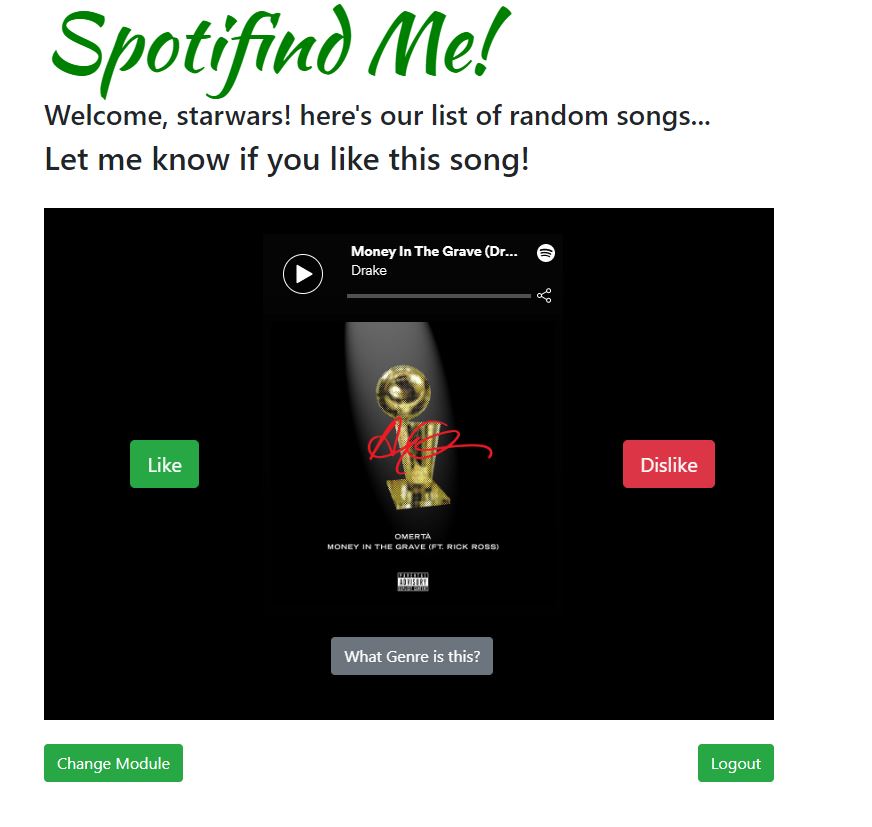 Spotifind Me!
Welcome, starwars! here's our list of random songs...
Let me know if you like this song!
Money In The Grave (Dr...
Drake
Like
Dislike
OMERTÀ
MONEY IN THE GRAVE (FT. RICK ROSS)
PARENTAL
ADVISORY
EXPLICIT CONTENT
What Genre is this?
Change Module
Logout